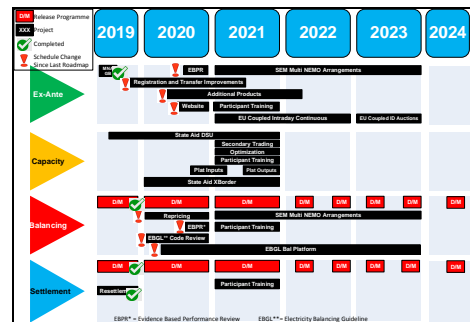 D/M Release Programme
XXX Project
Completed
Schedule Change
Since Last Roadmap
2019 2020 2021 2022 2023 2024
Ex-Ante
EBPR SEM Multi NEMO Arrangements
Registration and Transfer Improvements
Additional Products
Website Participant Training
EU Coupled Intraday Continuous EU Coupled ID Auctions
Capacity
State Aid DSU
Secondary Trading
Optimization
Participant Training
Plat Inputs Plat Outputs
State Aid XBorder
Balancing
D/M D/M D/M D/M D/M D/M D/M D/M
Repricing SEM Multi NEMO Arrangements
EBPR* Participant Training
EBGL** Code Review
EBGL Bal Platform
Settlement
D/M D/M D/M D/M D/M D/M D/M D/M
Resettlem
Participant Training
EBPR* = Evidence Based Performance Review EBGL**= Electricity Balancing Guideline